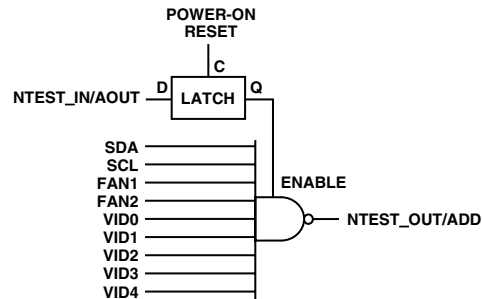 POWER-ON
RESET
C
NTEST_IN/AOUT D LATCH Q
SDA
SCL
FAN1
ENABLE
FAN2
VID0 NTEST_OUT/ADD
VID1
VID2
VID3
VID4